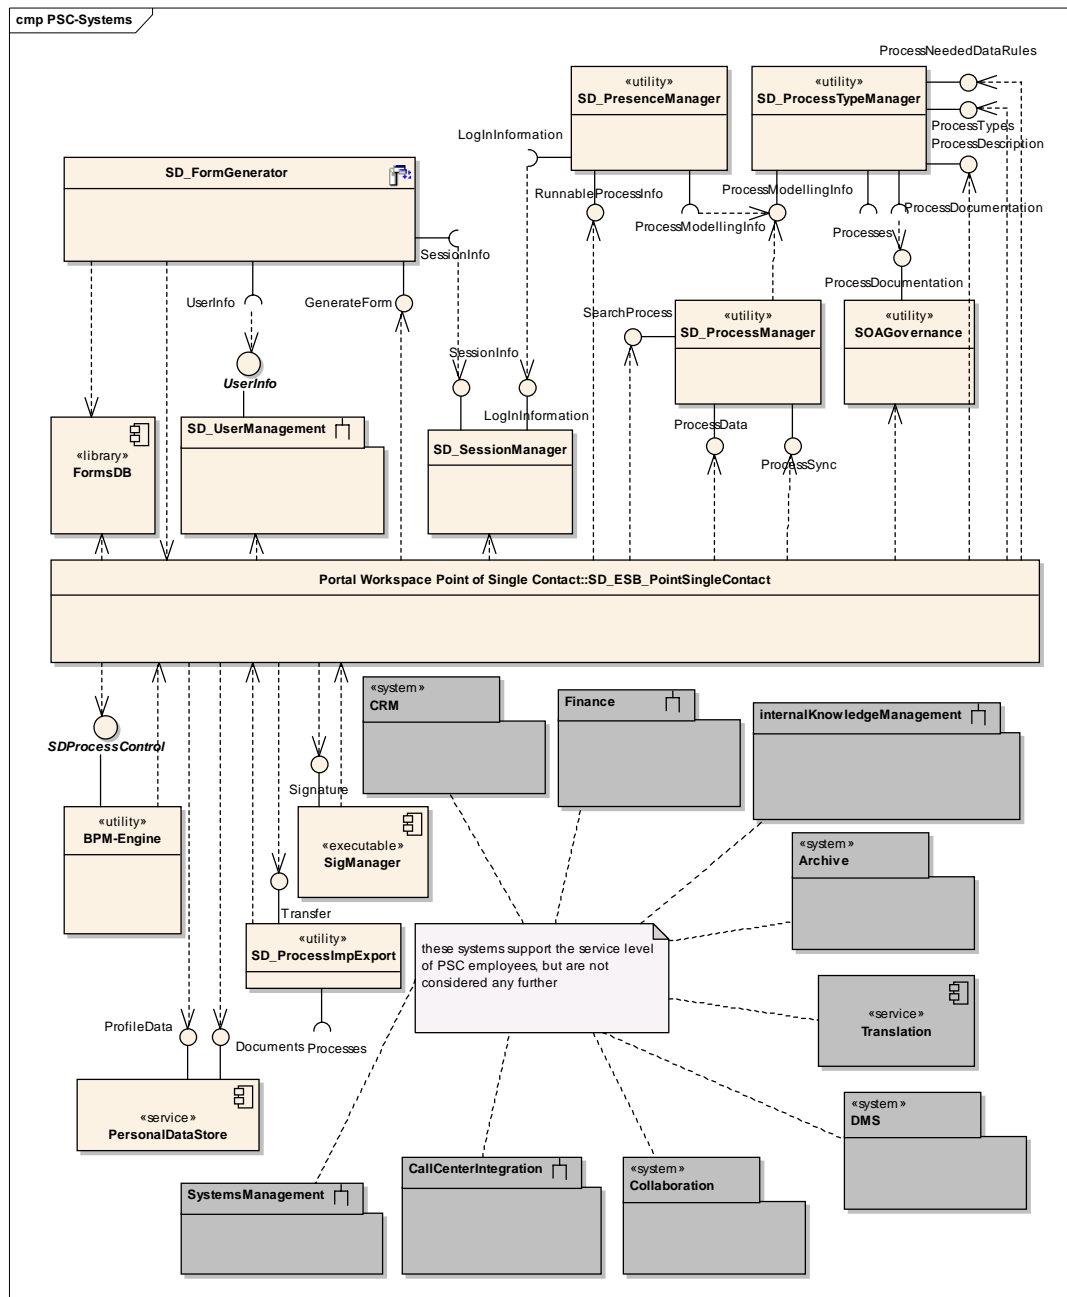 cmp PSC-Systems
ProcessNeededDataRules
«utility»
SD_PresenceManager
«utility»
SD_ProcessTypeManager
ProcessTypes
LogInInformation
ProcessDescription
SD_FormGenerator
RunnableProcessInfo
ProcessModellingInfo
ProcessDocumentation
ProcessModellingInfo
Processes
SessionInfo
UserInfo
GenerateForm
ProcessDocumentation
SearchProcess
«utility»
SD_ProcessManager
«utility»
SOAGovernance
SessionInfo
UserInfo
LogInInformation
ProcessData
«library»
FormsDB
SD_UserManagement
SD_SessionManager
ProcessSync
Portal Workspace Point of Single Contact::SD_ESB_PointSingleContact
«system»
CRM
Finance
internalKnowledgeManagement
SDProcessControl
Signature
«utility»
BPM-Engine
«executable»
SigManager
«system»
Archive
Transfer
«utility»
SD_ProcessImpExport
these systems support the service level
of PSC employees, but are not
considered any further
«service»
Translation
ProfileData
Documents
Processes
«service»
PersonalDataStore
«system»
DMS
SystemsManagement
CallCenterIntegration
«system»
Collaboration